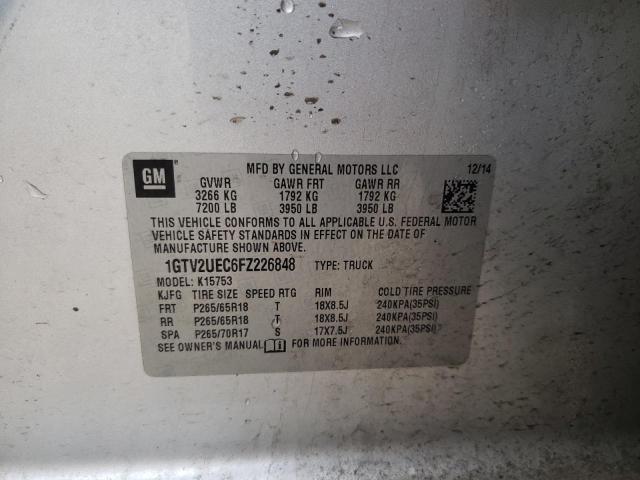 GM
MFD BY GENERAL MOTORS LLC 12/14
GVWR GAWR FRT GAWR RR
3266 KG 1792 KG 1792 KG
7200 LB 3950 LB 3950 LB
THIS VEHICLE CONFORMS TO ALL APPLICABLE U.S. FEDERAL MOTOR
VEHICLE SAFETY STANDARDS IN EFFECT ON THE DATE OF
MANUFACTURE SHOWN ABOVE.
1GTV2UEC6FZ226848 TYPE: TRUCK
MODEL: K15753
KJFG TIRE SIZE SPEED RTG RIM COLD TIRE PRESSURE
FRT P265/65R18 T 18X8.5J 240KPA(35PSI)
RR P265/65R18 T 18X8.5J 240KPA(35PSI)
SPA P265/70R17 S 17X7.5J 240KPA(35PSI)
SEE OWNER'S MANUAL FOR MORE INFORMATION.